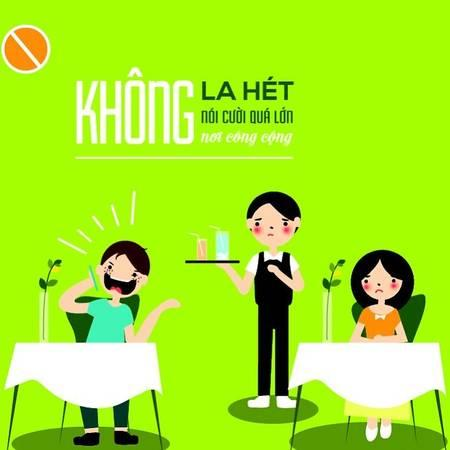 KHÔNG LA HÉT
NÓI CƯỜI QUÁ LỚN
nơi công cộng